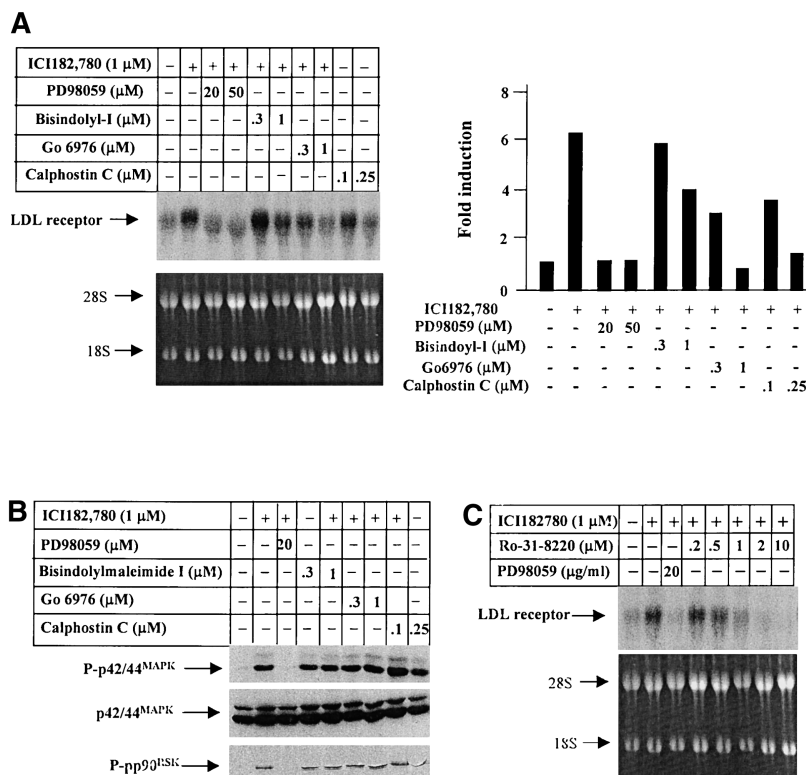 A
ICI182,780 (1 µM) – + + + + + + + – –
PD98059 (µM) – – 20 50 – – – – – –
Bisindolyl-I (µM) – – – – .3 1 – – – –
Go 6976 (µM) – – – – – – .3 1 – –
Calphostin C (µM) – – – – – – – – .1 .25
LDL receptor
28S
18S
Fold induction
8
6
4
2
0
ICI182,780 - + + + + + + + + +
PD98059 (µM) - - 20 50 - - - - - -
Bisindoyl-I (µM) - - - - .3 1 - - - -
Go6976 (µM) - - - - - - .3 1 - -
Calphostin C (µM) - - - - - - - - .1 .25
B
ICI182,780 (1 µM) – + + – + + + + –
PD98059 (µM) – – 20 – – – – – –
Bisindolylmaleimide I (µM) – – – .3 1 – – – –
Go 6976 (µM) – – – – – .3 1 – –
Calphostin C (µM) – – – – – – – .1 .25
P-p42/44MAPK
p42/44MAPK
P-pp90RSK
C
ICI182780 (1 µM) – + + + + + + +
Ro-31-8220 (µM) – – – .2 .5 1 2 10
PD98059 (µg/ml) – – 20 – – – – –
LDL receptor
28S
18S